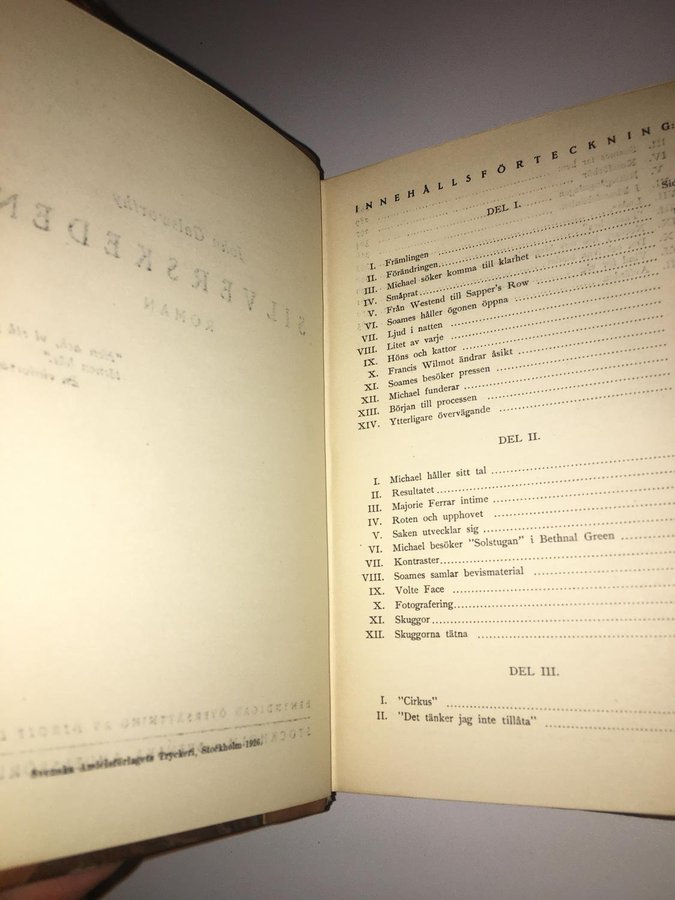 John Galsworthy
SILVERSKEDEN
ROMAN
Svenska Andelsförlagets Tryckeri, Stockholm 1926.
INNEHÅLLSFÖRTECKNING:
DEL I.
I. Främlingen
II. Förändringen
III. Michael söker komma till klarhet
IV. Småprat
V. Från Westend till Sapper's Row
VI. Soames håller ögonen öppna
VII. Ljud i natten
VIII. Litet av varje
IX. Höns och kattor
X. Francis Wilmot ändrar åsikt
XI. Soames besöker pressen
XII. Michael funderar
XIII. Början till processen
XIV. Ytterligare övervägande
DEL II.
I. Michael håller sitt tal
II. Resultatet
III. Majorie Ferrar intime
IV. Roten och upphovet
V. Saken utvecklar sig
VI. Michael besöker "Solstugan" i Bethnal Green
VII. Kontraster
VIII. Soames samlar bevismaterial
IX. Volte Face
X. Fotografering
XI. Skuggor
XII. Skuggorna tätna
DEL III.
I. "Cirkus"
II. "Det tänker jag inte tillåta"